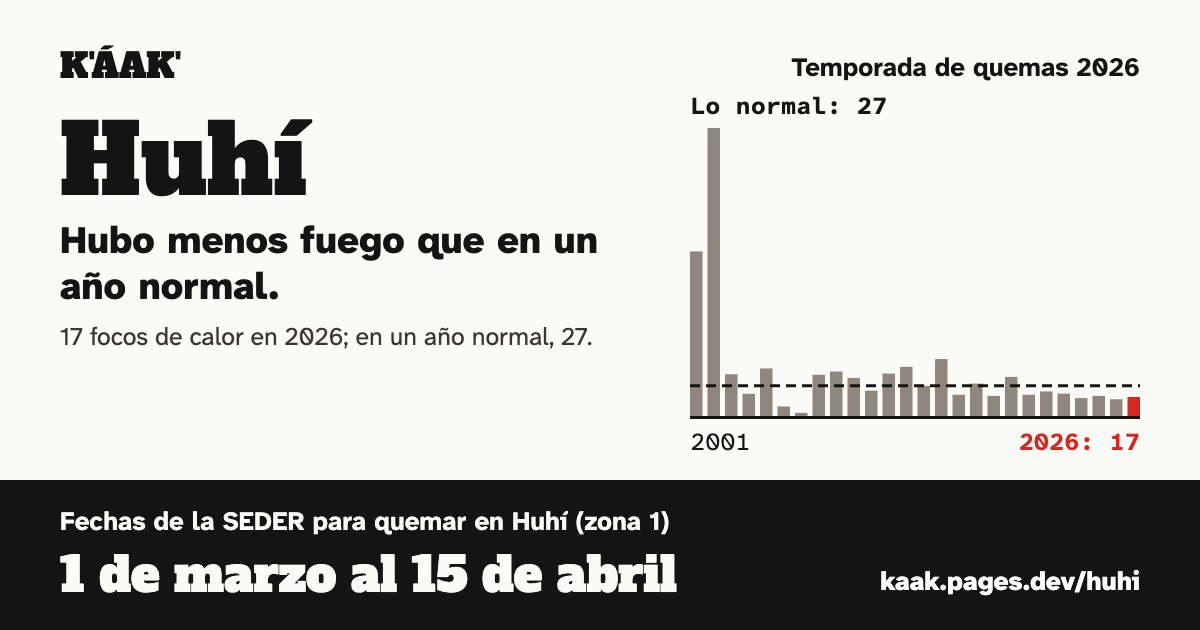 K'ÁAK'
Huhí
Hubo menos fuego que en un
año normal.
17 focos de calor en 2026; en un año normal, 27.
Temporada de quemas 2026
Lo normal: 27
2001
2026: 17
Fechas de la SEDER para quemar en Huhí (zona 1)
1 de marzo al 15 de abril
kaak.pages.dev/huhi